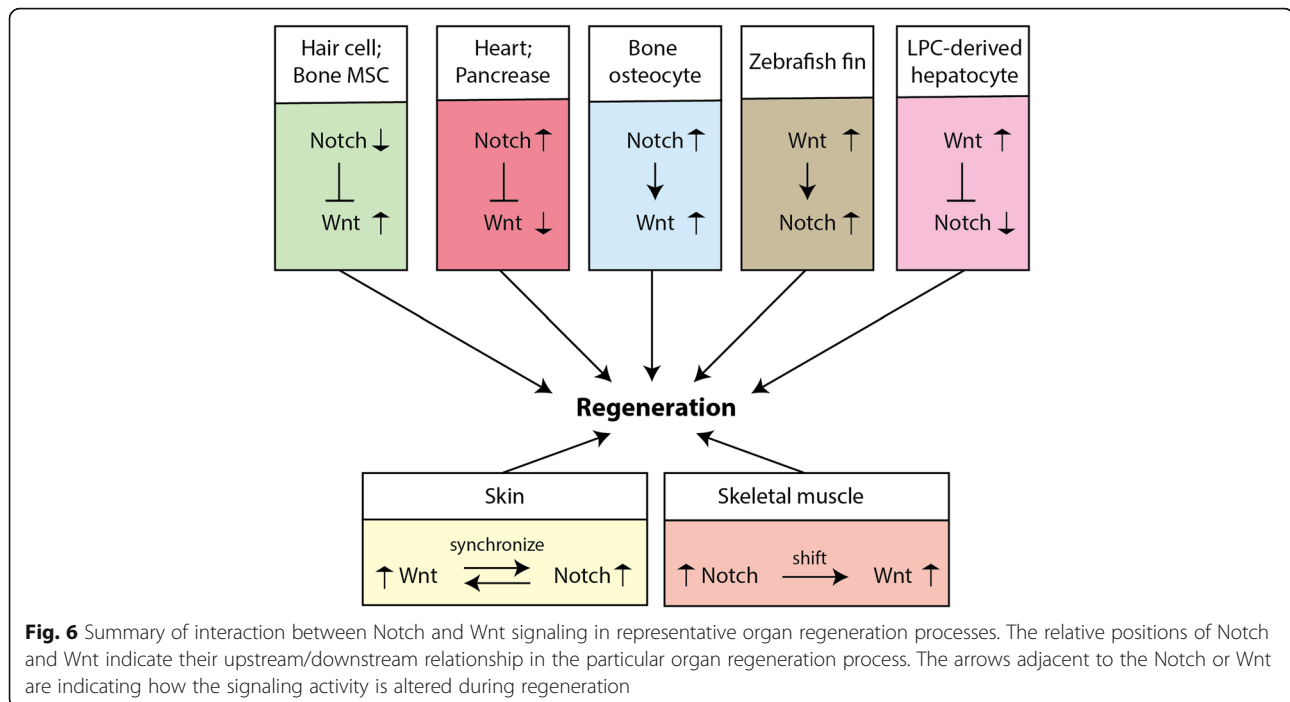 Hair cell;
Bone MSC
Heart;
Pancrease
Bone
osteocyte
Zebrafish fin
LPC-derived
hepatocyte
Notch ↓
Wnt ↑
Notch ↑
Wnt ↓
Notch ↑
Wnt ↑
Wnt ↑
Notch ↑
Wnt ↑
Notch ↓
Regeneration
Skin
synchronize
↑ Wnt Notch ↑
Skeletal muscle
shift
↑ Notch Wnt ↑
Fig. 6 Summary of interaction between Notch and Wnt signaling in representative organ regeneration processes. The relative positions of Notch
and Wnt indicate their upstream/downstream relationship in the particular organ regeneration process. The arrows adjacent to the Notch or Wnt
are indicating how the signaling activity is altered during regeneration